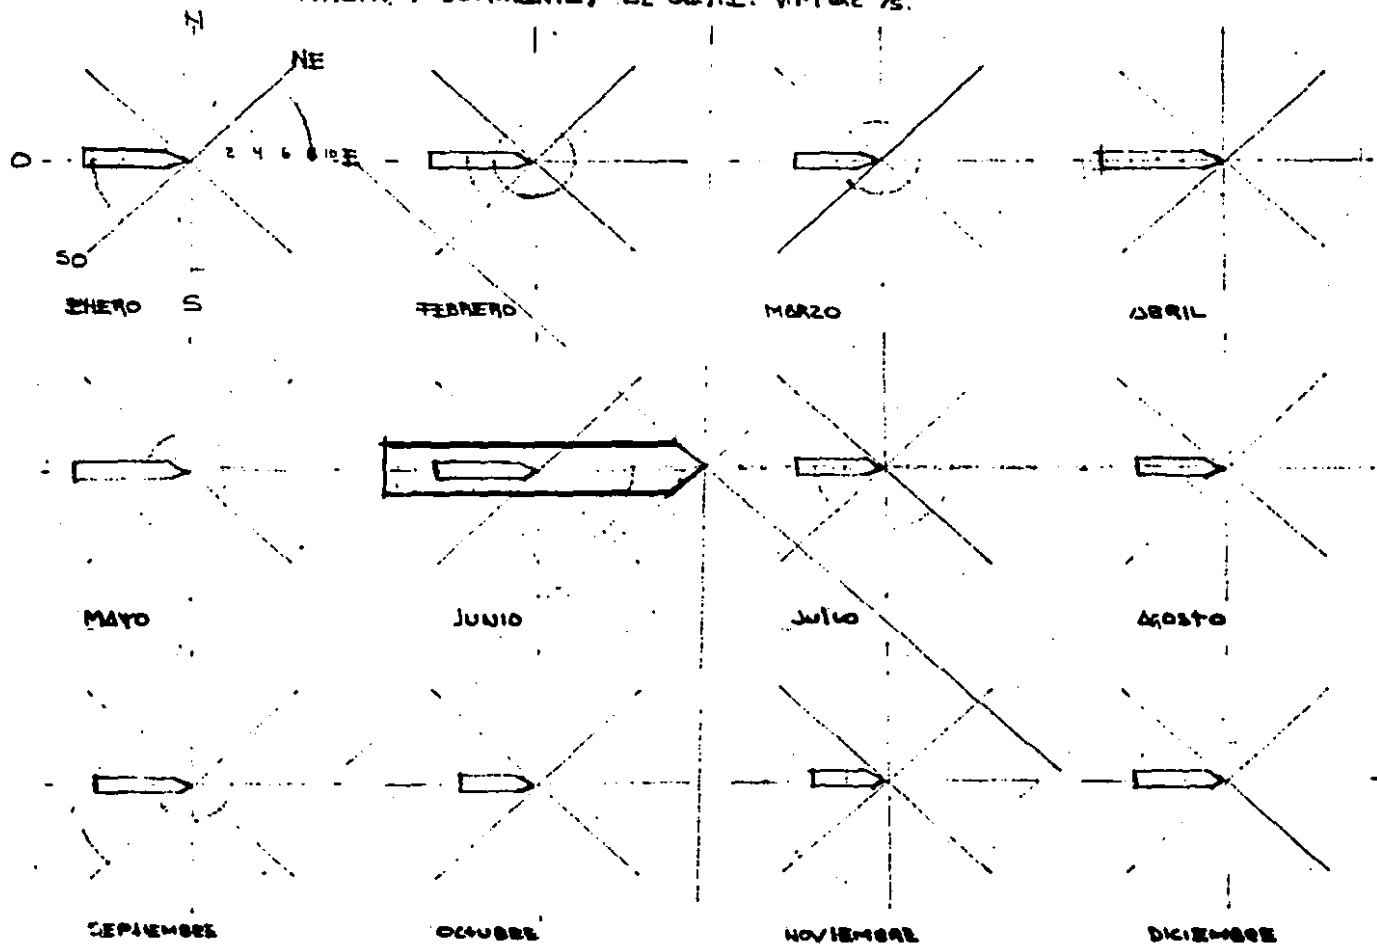 N
NE
O 2 4 6 8 10 E
SO
ENERO S FEBRERO MARZO ABRIL
MAYO JUNIO JULIO AGOSTO
SEPTIEMBRE OCTUBRE NOVIEMBRE DICIEMBRE